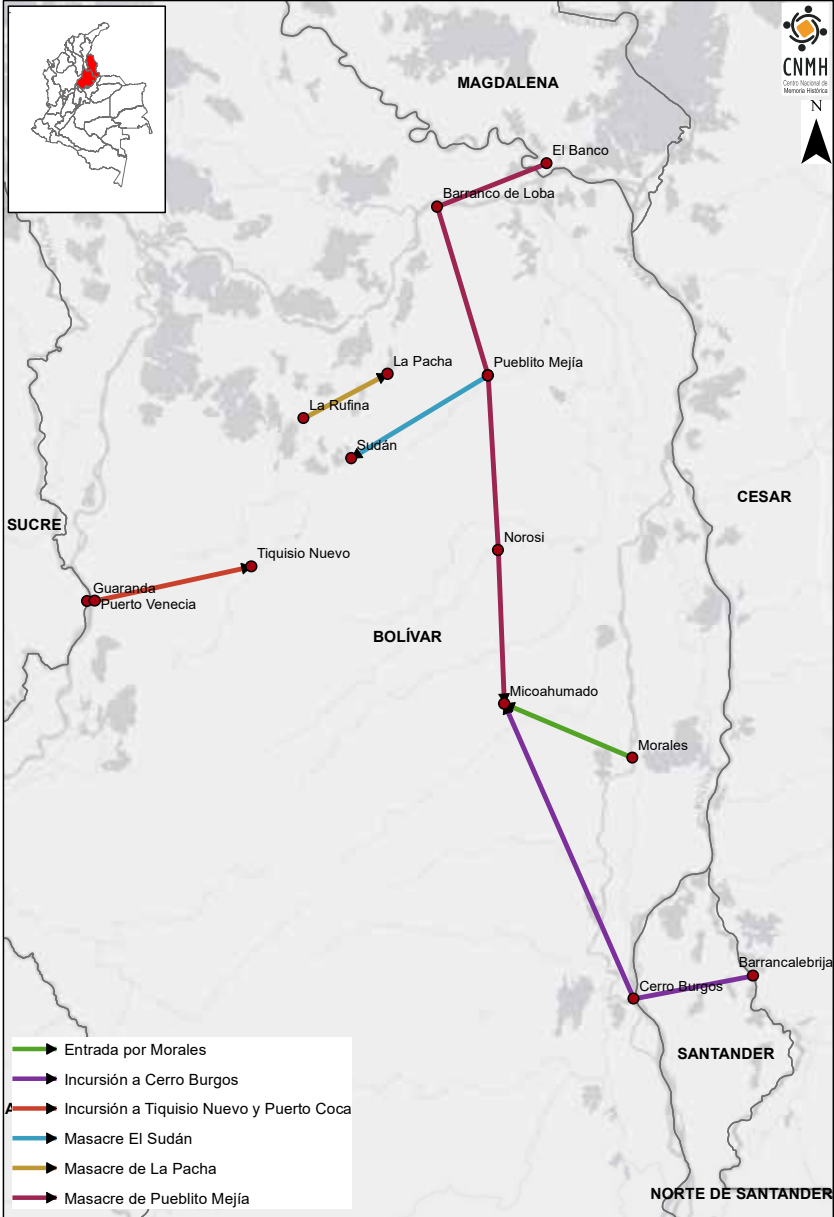 CNMH
Centro Nacional de
Memoria Histórica
N
MAGDALENA
El Banco
Barranco de Loba
La Pacha
Pueblito Mejía
La Rufina
Sudán
CESAR
SUCRE
Norosi
Tiquisio Nuevo
Guaranda
Puerto Venecia
BOLÍVAR
Micoahumado
Morales
Barrancalebrija
Cerro Burgos
SANTANDER
NORTE DE SANTANDER
Entrada por Morales
Incursión a Cerro Burgos
A
Incursión a Tiquisio Nuevo y Puerto Coca
Masacre El Sudán
Masacre de La Pacha
Masacre de Pueblito Mejía